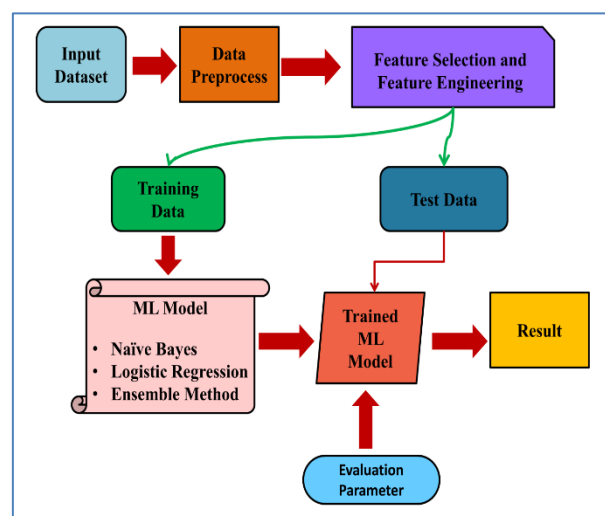 Input
Dataset
Data
Preprocess
Feature Selection and
Feature Engineering
Training
Data
Test Data
ML Model
• Naïve Bayes
• Logistic Regression
• Ensemble Method
Trained
ML
Model
Result
Evaluation
Parameter